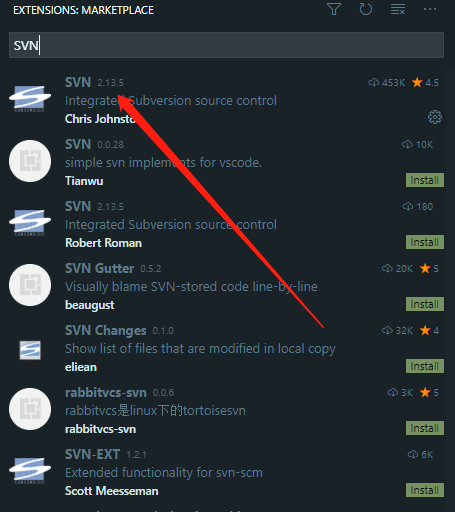 EXTENSIONS: MARKETPLACE
SVN
SVN 2.13.5 453K 4.5
Integrated Subversion source control
Chris Johnsto
SVN 0.0.28 10K
simple svn implements for vscode.
Tianwu Install
SVN 2.13.5 180
Integrated Subversion source control
Robert Roman Install
SVN Gutter 0.5.2 20K 5
Visually blame SVN-stored code line-by-line
beaugust Install
SVN Changes 0.1.0 32K 4
Show list of files that are modified in local copy
eliean Install
rabbitvcs-svn 0.0.6 3K 5
rabbitvcs是linux下的tortoisesvn
rabbitvcs-svn Install
SVN-EXT 1.2.1 6K
Extended functionality for svn-scm
Scott Meesseman Install